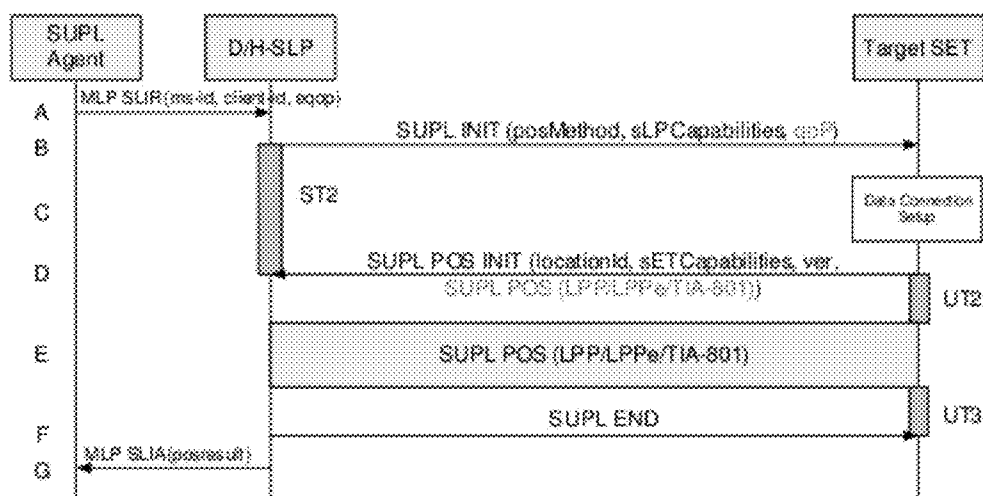 SUPL
Agent
D/H-SLP
Target SET
A
MLP SLIR(ms-id, client-id, eqop)
B
SUPL INIT (posMethod, sLPCapabilities, qoP)
ST2
C
Data Connection
Setup
D
SUPL POS INIT (locationId, sETCapabilities, ver.
SUPL POS (LPP/LPPe/TIA-801))
UT2
E
SUPL POS (LPP/LPPe/TIA-801)
SUPL END
UT3
F
MLP SLIA(posresult)
G